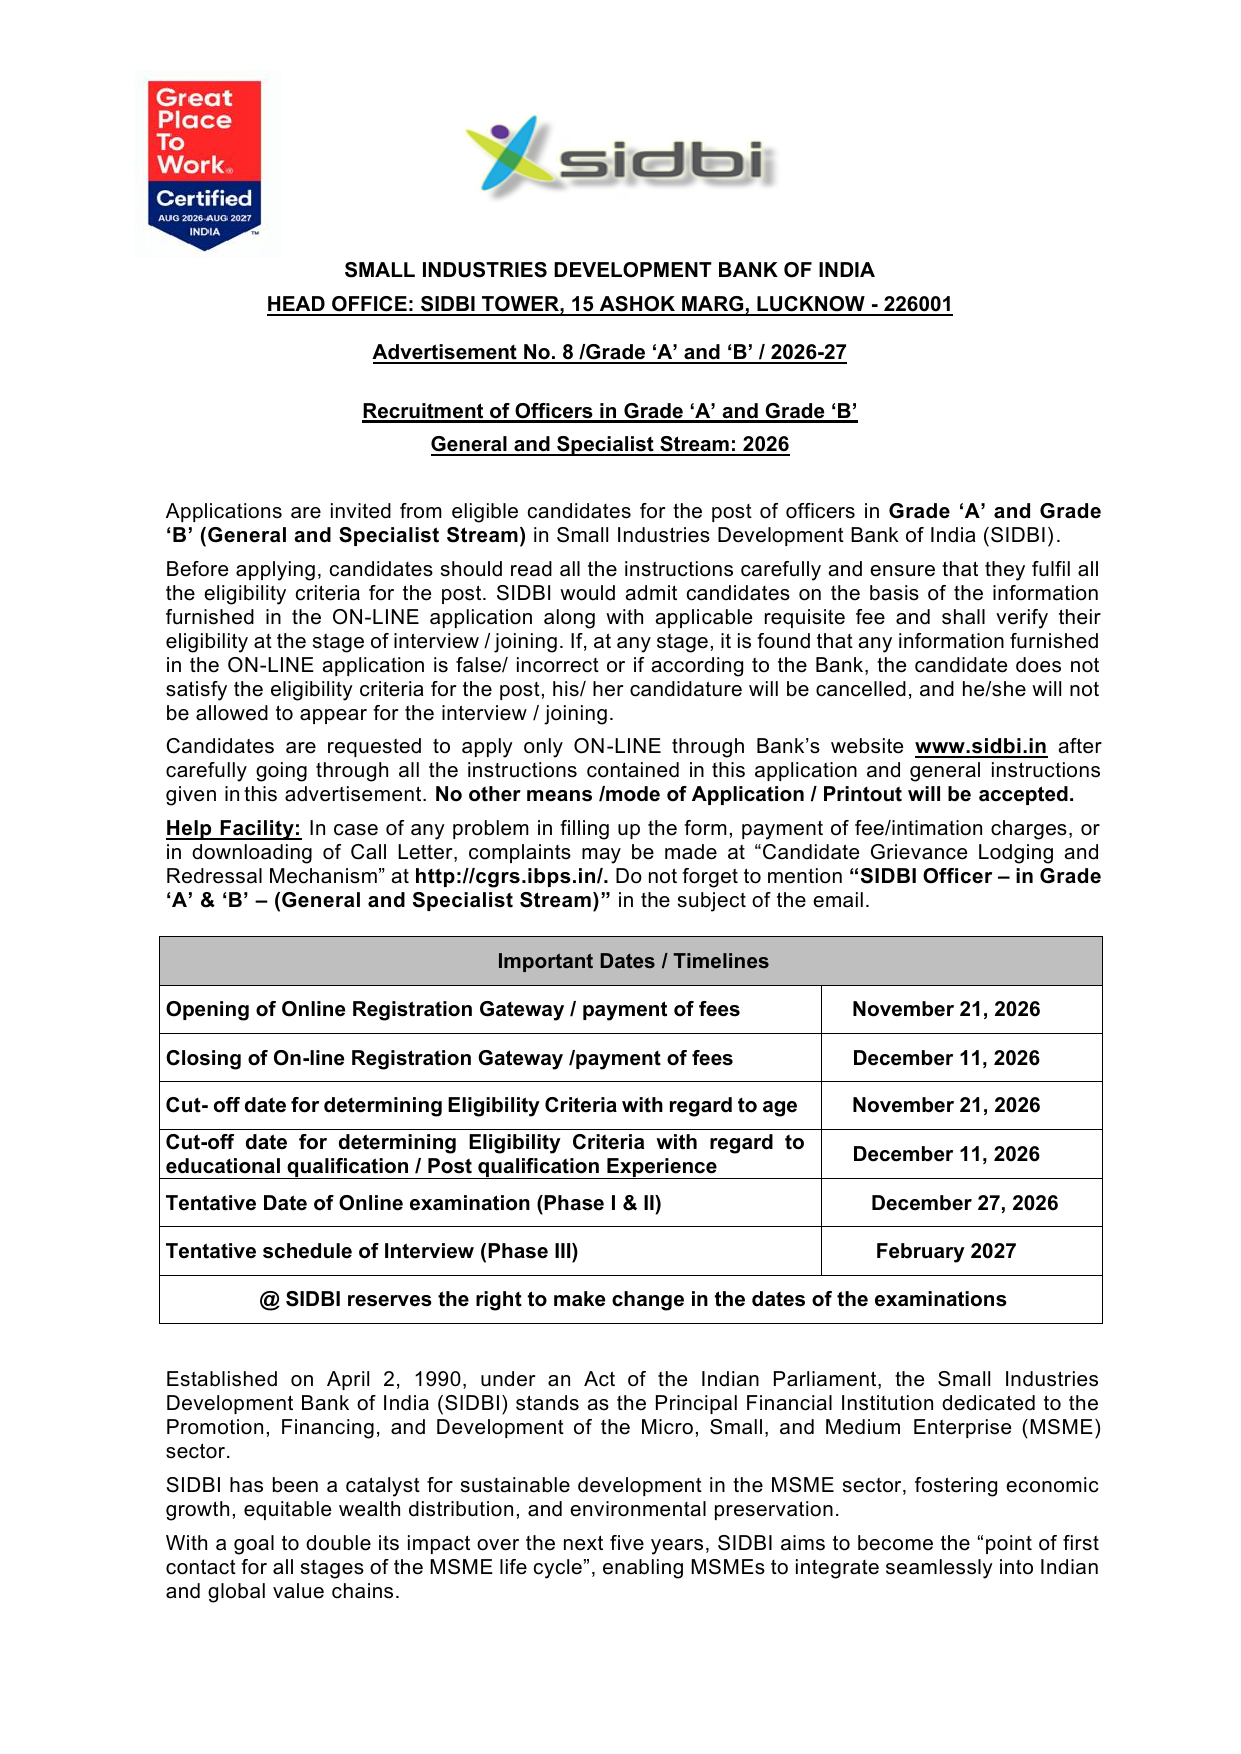 Great
Place
To
Work®
Certified
AUG 2026-AUG 2027
INDIA
™
sidbi
SMALL INDUSTRIES DEVELOPMENT BANK OF INDIA
HEAD OFFICE: SIDBI TOWER, 15 ASHOK MARG, LUCKNOW - 226001
Advertisement No. 8 /Grade ‘A’ and ‘B’ / 2026-27
Recruitment of Officers in Grade ‘A’ and Grade ‘B’
General and Specialist Stream: 2026
Applications are invited from eligible candidates for the post of officers in Grade ‘A’ and Grade
‘B’ (General and Specialist Stream) in Small Industries Development Bank of India (SIDBI).
Before applying, candidates should read all the instructions carefully and ensure that they fulfil all
the eligibility criteria for the post. SIDBI would admit candidates on the basis of the information
furnished in the ON-LINE application along with applicable requisite fee and shall verify their
eligibility at the stage of interview / joining. If, at any stage, it is found that any information furnished
in the ON-LINE application is false/ incorrect or if according to the Bank, the candidate does not
satisfy the eligibility criteria for the post, his/ her candidature will be cancelled, and he/she will not
be allowed to appear for the interview / joining.
Candidates are requested to apply only ON-LINE through Bank’s website www.sidbi.in after
carefully going through all the instructions contained in this application and general instructions
given in this advertisement. No other means /mode of Application / Printout will be accepted.
Help Facility: In case of any problem in filling up the form, payment of fee/intimation charges, or
in downloading of Call Letter, complaints may be made at “Candidate Grievance Lodging and
Redressal Mechanism” at http://cgrs.ibps.in/. Do not forget to mention “SIDBI Officer – in Grade
‘A’ & ‘B’ – (General and Specialist Stream)” in the subject of the email.
Important Dates / Timelines
Opening of Online Registration Gateway / payment of fees November 21, 2026
Closing of On-line Registration Gateway /payment of fees December 11, 2026
Cut- off date for determining Eligibility Criteria with regard to age November 21, 2026
Cut-off date for determining Eligibility Criteria with regard to
educational qualification / Post qualification Experience December 11, 2026
Tentative Date of Online examination (Phase I & II) December 27, 2026
Tentative schedule of Interview (Phase III) February 2027
@ SIDBI reserves the right to make change in the dates of the examinations
Established on April 2, 1990, under an Act of the Indian Parliament, the Small Industries
Development Bank of India (SIDBI) stands as the Principal Financial Institution dedicated to the
Promotion, Financing, and Development of the Micro, Small, and Medium Enterprise (MSME)
sector.
SIDBI has been a catalyst for sustainable development in the MSME sector, fostering economic
growth, equitable wealth distribution, and environmental preservation.
With a goal to double its impact over the next five years, SIDBI aims to become the “point of first
contact for all stages of the MSME life cycle”, enabling MSMEs to integrate seamlessly into Indian
and global value chains.